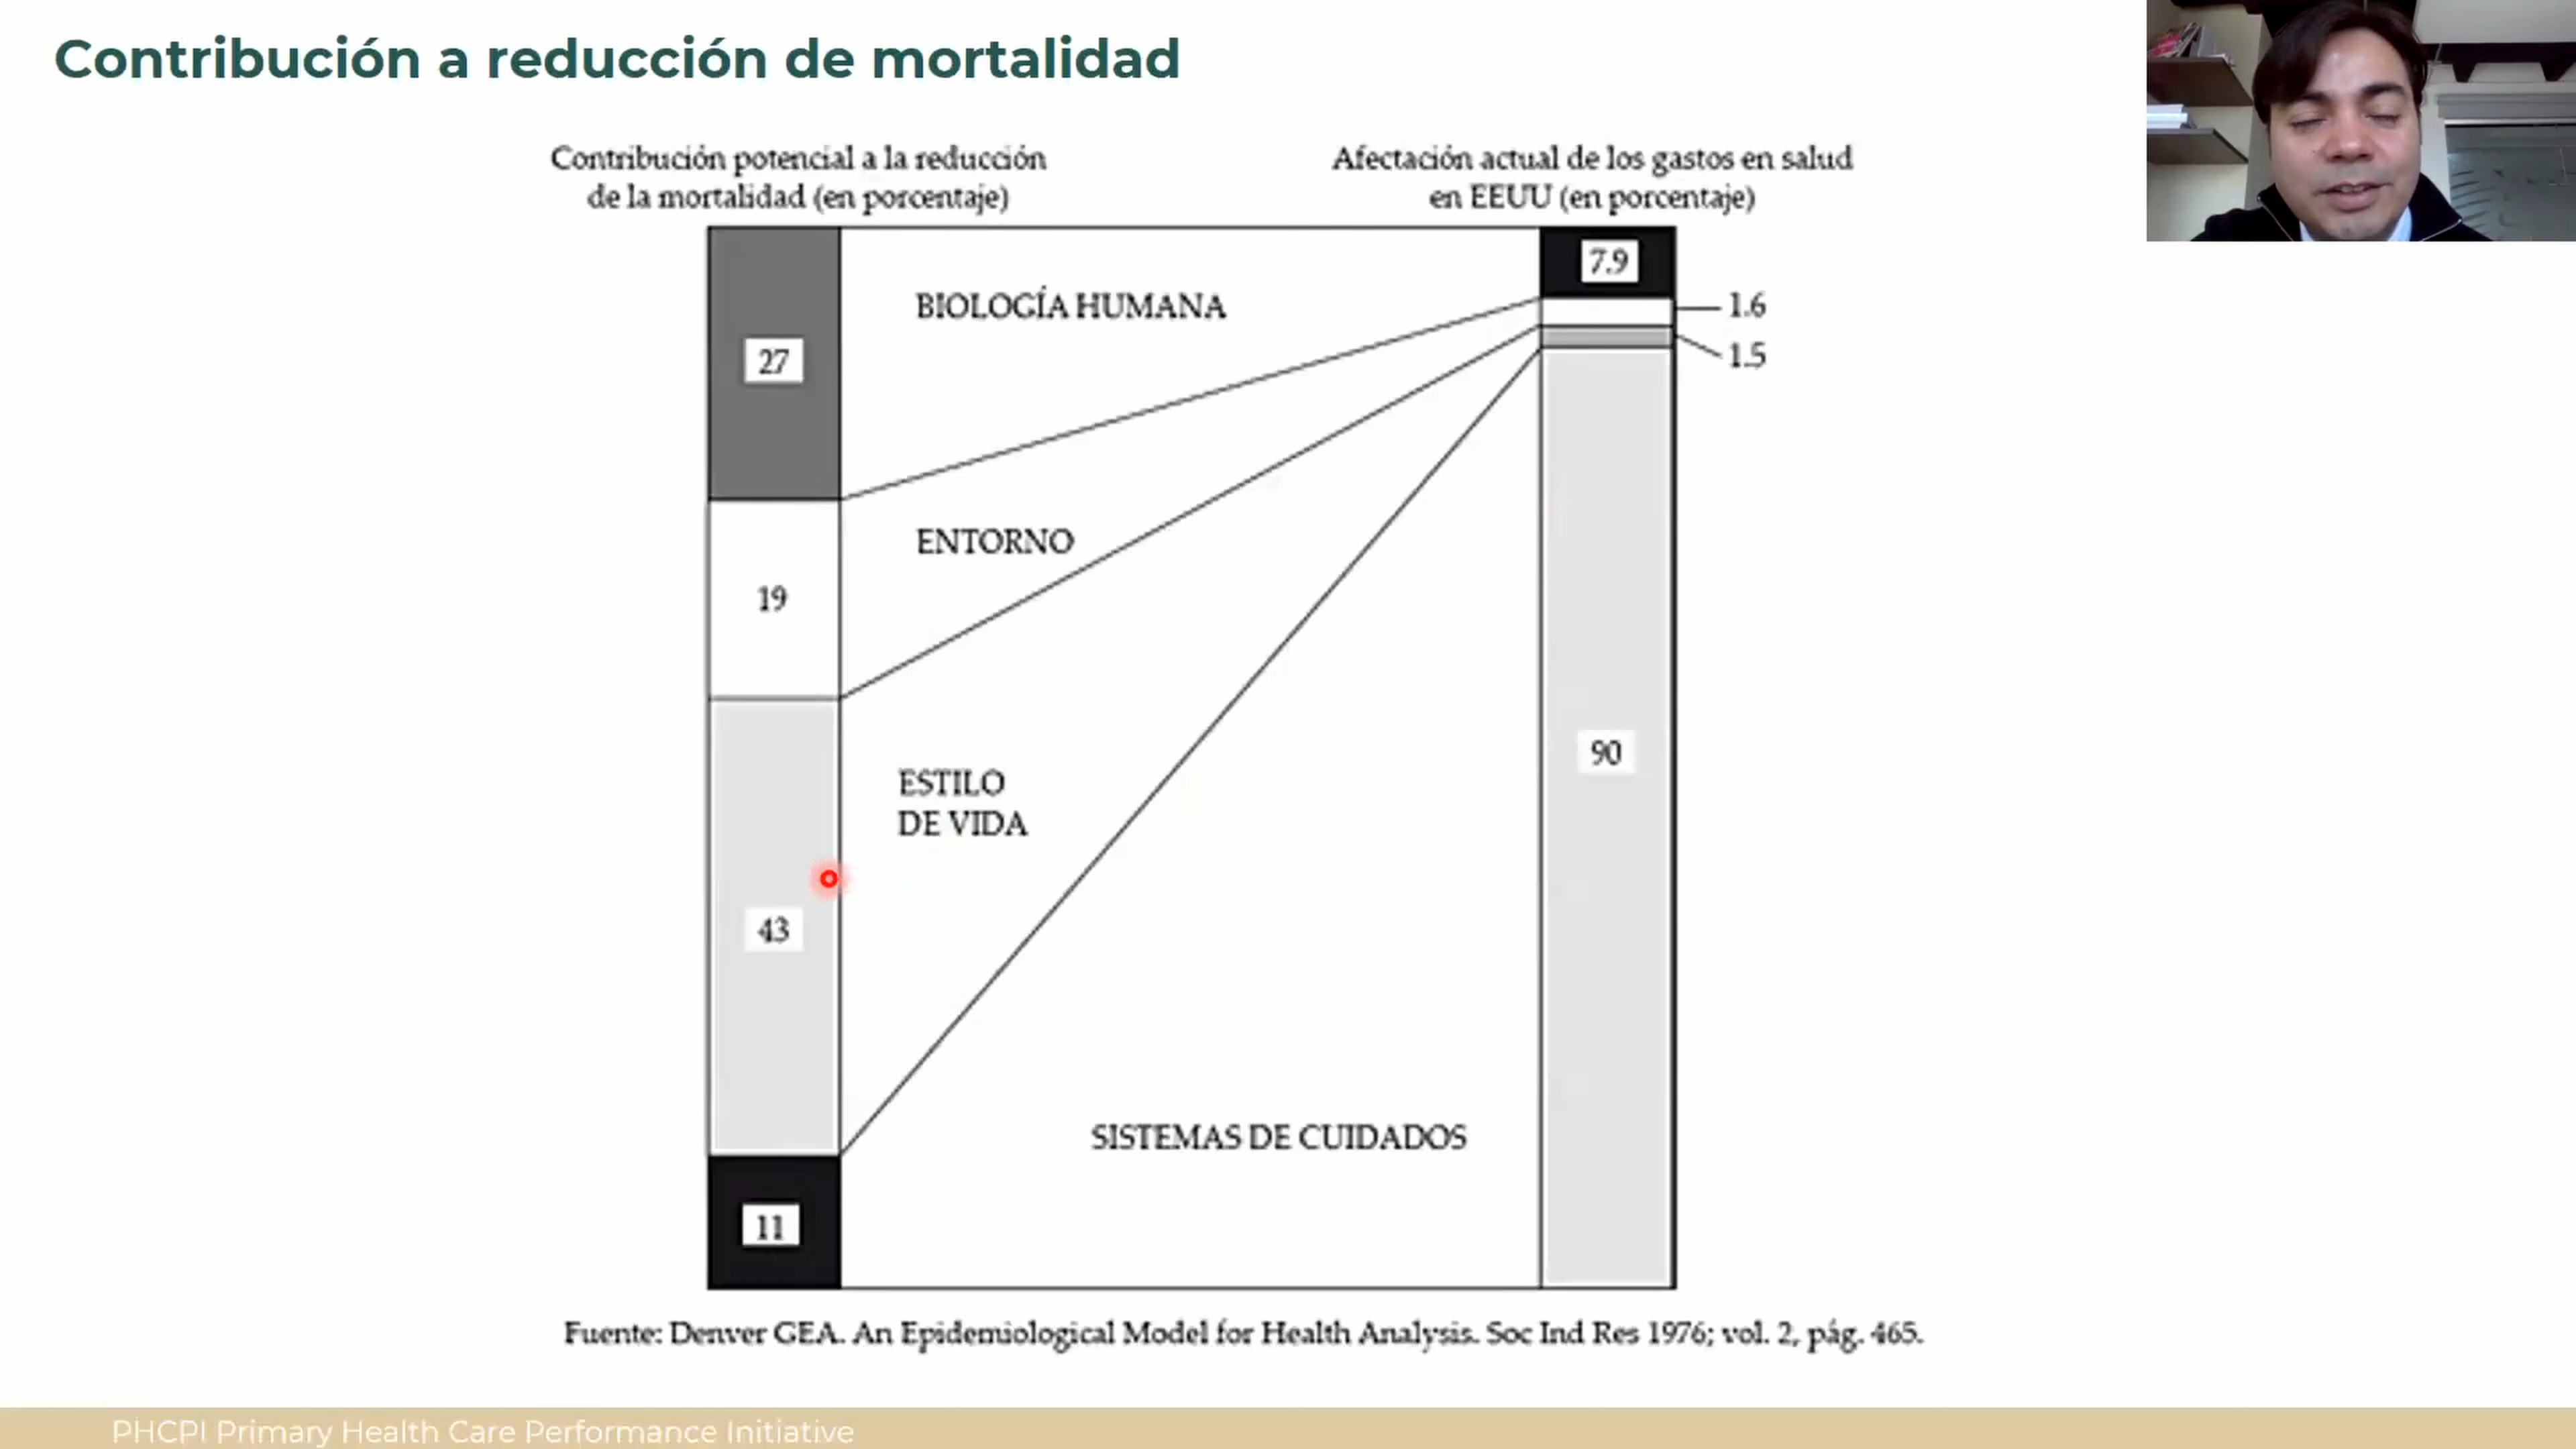 Contribución a reducción de mortalidad
Contribución potencial a la reducción
de la mortalidad (en porcentaje)
Afectación actual de los gastos en salud
en EEUU (en porcentaje)
7.9
BIOLOGÍA HUMANA
1.6
1.5
27
ENTORNO
19
90
ESTILO
DE VIDA
43
SISTEMAS DE CUIDADOS
11
Fuente: Denver GEA. An Epidemiological Model for Health Analysis. Soc Ind Res 1976; vol. 2, pág. 465.
PHCPI Primary Health Care Performance Initiative